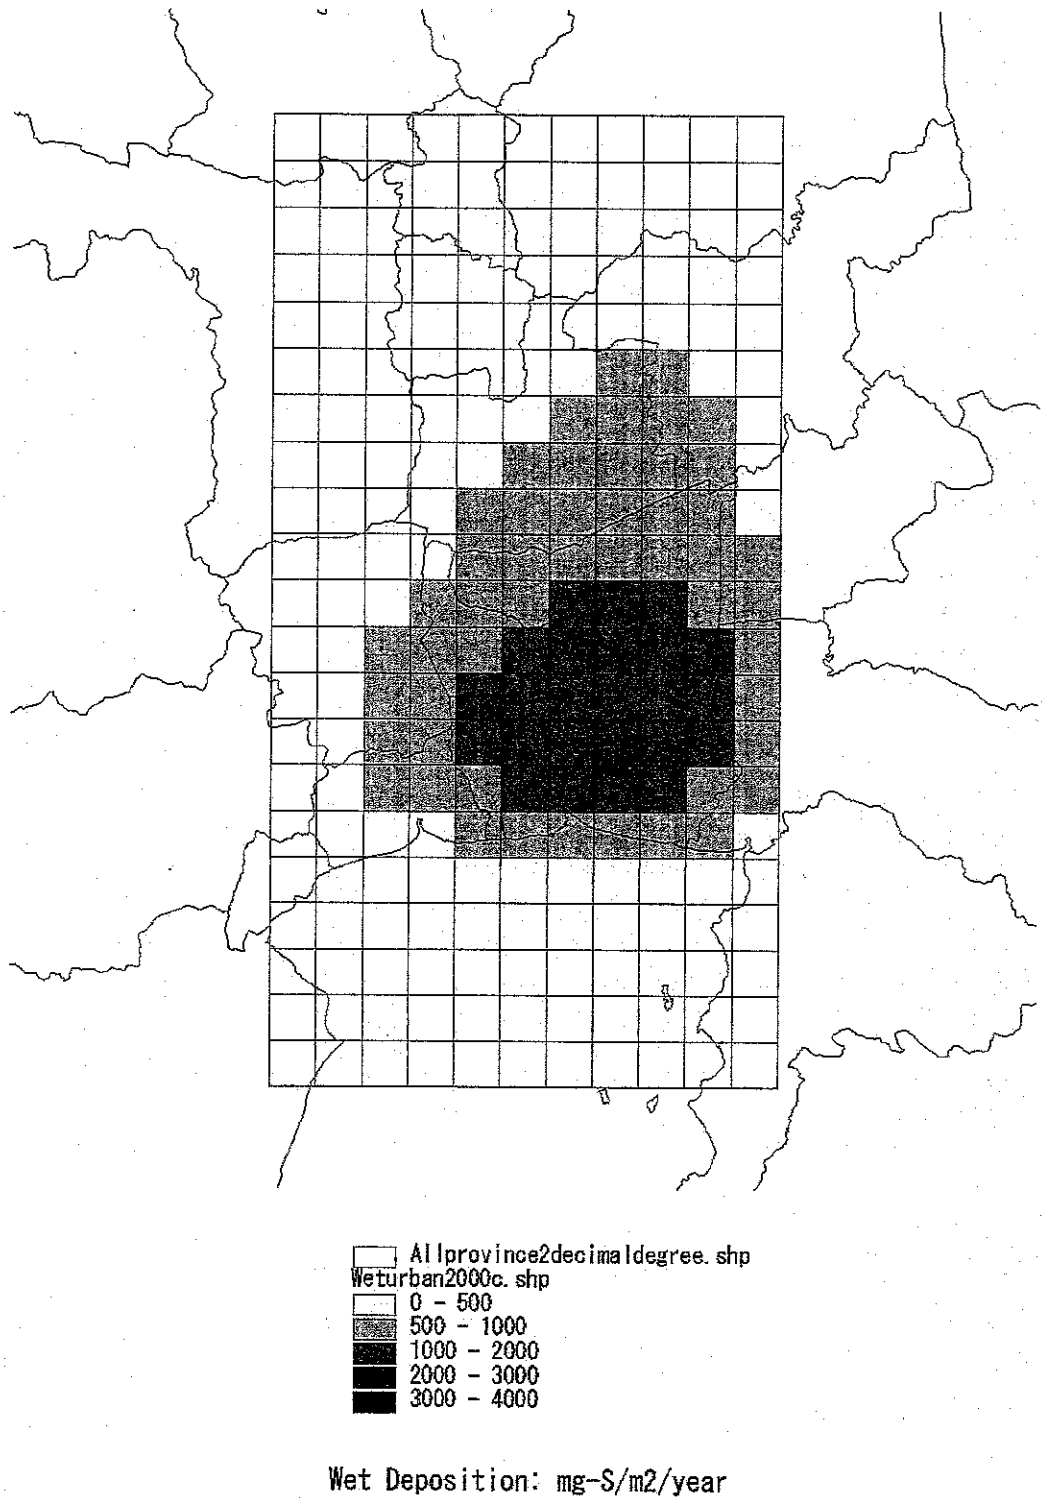 Allprovince2decimaldegree.shp
Weturban2000c.shp
0 - 500
500 - 1000
1000 - 2000
2000 - 3000
3000 - 4000
Wet Deposition: mg-S/m2/year